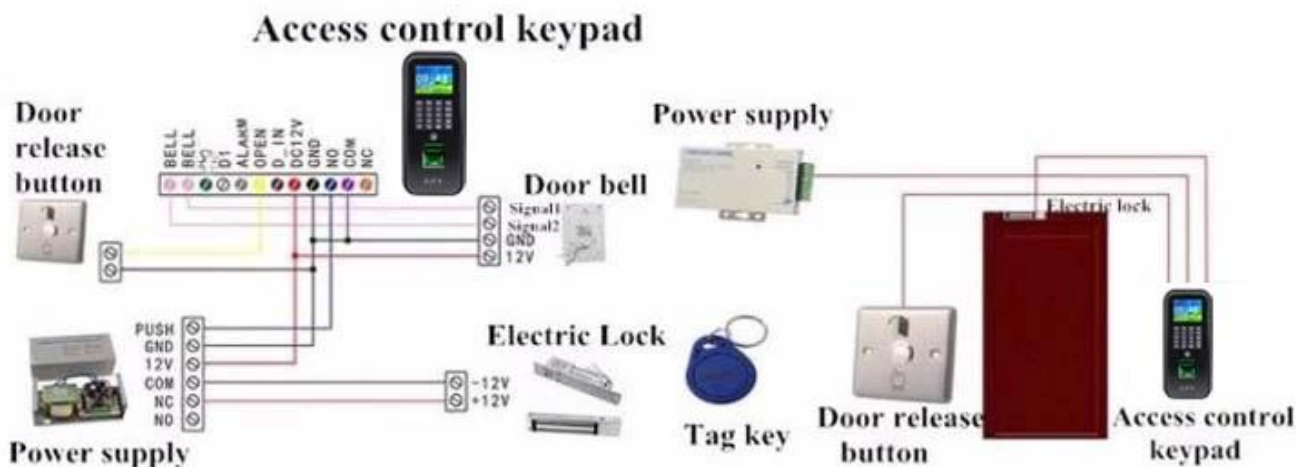 Access control keypad
Door
release
button
BELL
BELL
D1
ALARM
OPEN
D_IN
DC12V
GND
NO
COM
NC
Door bell
Signal1
Signal2
GND
12V
PUSH
GND
12V
COM
NC
NO
Power supply
Electric Lock
-12V
+12V
Tag key
Power supply
Electric lock
Door release
button
Access control
keypad